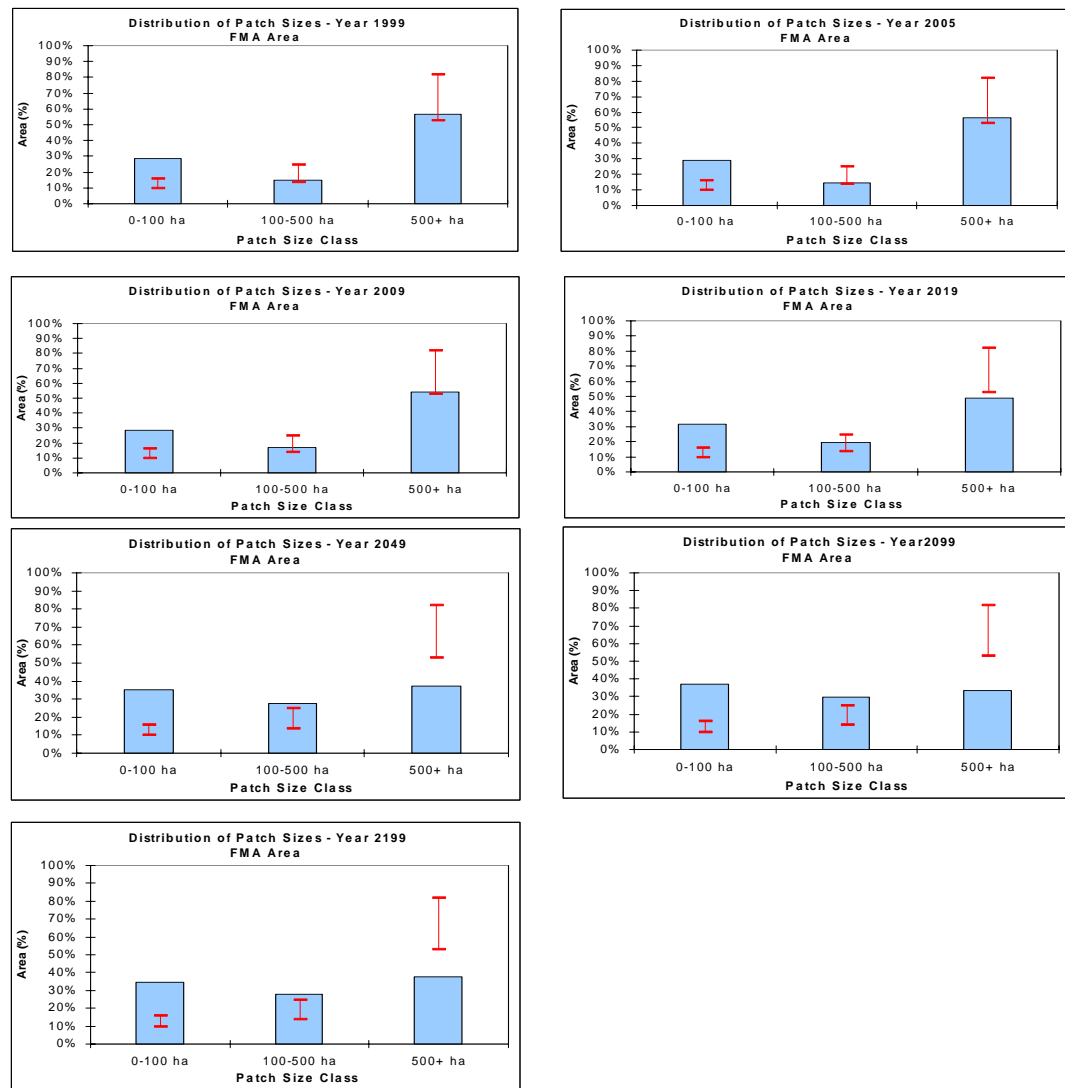 Distribution of Patch Sizes - Year 1999
FMA Area
100%
90%
80%
70%
60%
50%
40%
30%
20%
10%
0%
Area (%)
0-100 ha 100-500 ha 500+ ha
Patch Size Class
Distribution of Patch Sizes - Year 2005
FMA Area
100%
90%
80%
70%
60%
50%
40%
30%
20%
10%
0%
Area (%)
0-100 ha 100-500 ha 500+ ha
Patch Size Class
Distribution of Patch Sizes - Year 2009
FMA Area
100%
90%
80%
70%
60%
50%
40%
30%
20%
10%
0%
Area (%)
0-100 ha 100-500 ha 500+ ha
Patch Size Class
Distribution of Patch Sizes - Year 2019
FMA Area
100%
90%
80%
70%
60%
50%
40%
30%
20%
10%
0%
Area (%)
0-100 ha 100-500 ha 500+ ha
Patch Size Class
Distribution of Patch Sizes - Year 2049
FMA Area
100%
90%
80%
70%
60%
50%
40%
30%
20%
10%
0%
Area (%)
0-100 ha 100-500 ha 500+ ha
Patch Size Class
Distribution of Patch Sizes - Year2099
FMA Area
100%
90%
80%
70%
60%
50%
40%
30%
20%
10%
0%
Area (%)
0-100 ha 100-500 ha 500+ ha
Patch Size Class
Distribution of Patch Sizes - Year 2199
FMA Area
100%
90%
80%
70%
60%
50%
40%
30%
20%
10%
0%
Area (%)
0-100 ha 100-500 ha 500+ ha
Patch Size Class